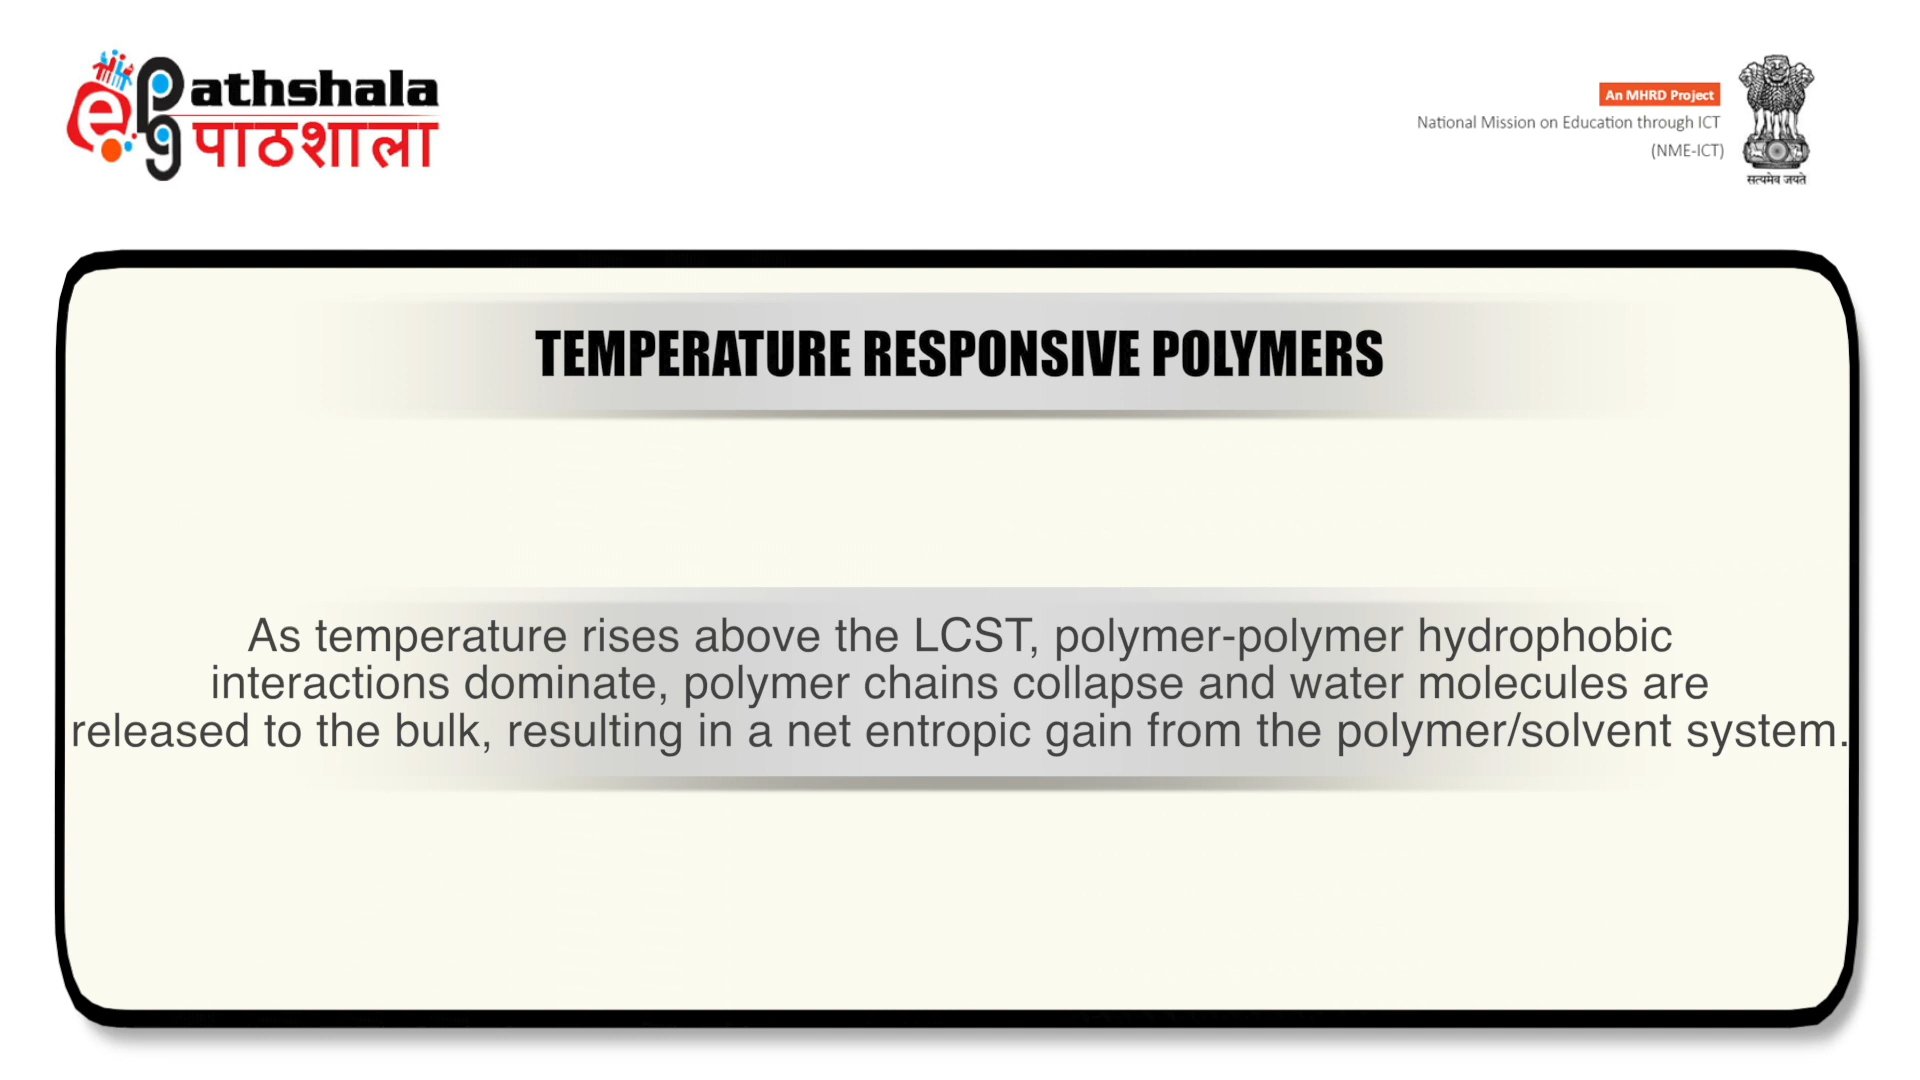 e Pg athshala
पाठशाला
An MHRD Project
National Mission on Education through ICT
(NME-ICT)
सत्यमेव जयते
TEMPERATURE RESPONSIVE POLYMERS
As temperature rises above the LCST, polymer-polymer hydrophobic
interactions dominate, polymer chains collapse and water molecules are
released to the bulk, resulting in a net entropic gain from the polymer/solvent system.